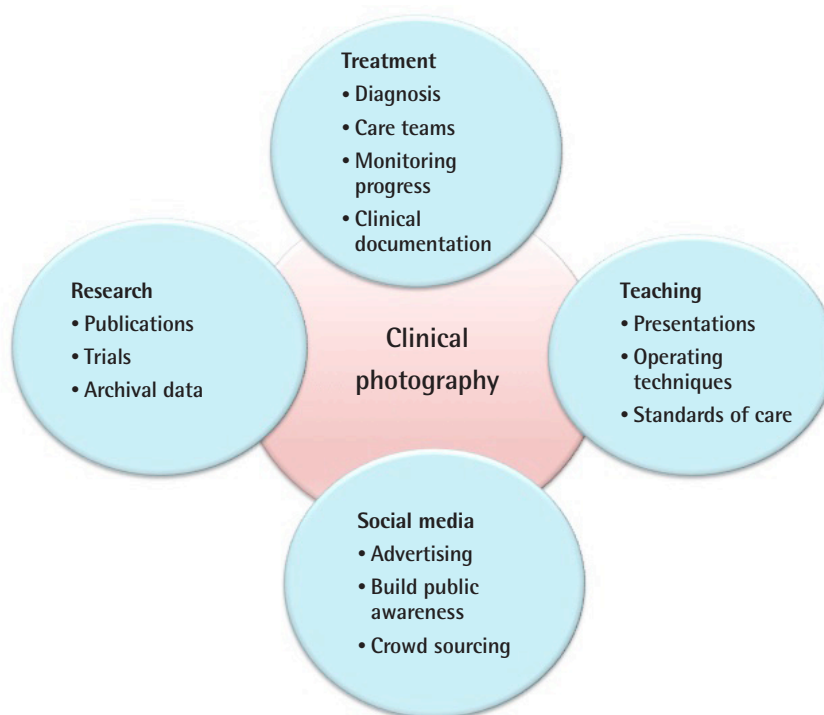 Treatment
• Diagnosis
• Care teams
• Monitoring
progress
• Clinical
documentation
Research
• Publications
• Trials
• Archival data
Clinical
photography
Teaching
• Presentations
• Operating
techniques
• Standards of care
Social media
• Advertising
• Build public
awareness
• Crowd sourcing